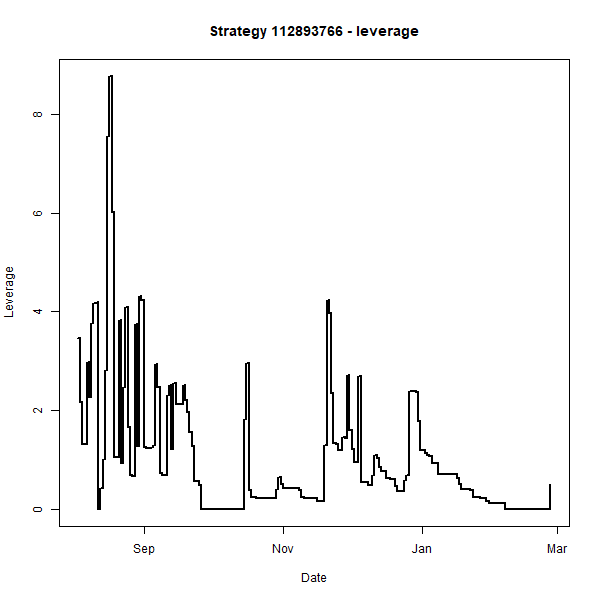 Strategy 112893766 - leverage
8
6
4
2
0
Leverage
Sep
Nov
Jan
Mar
Date